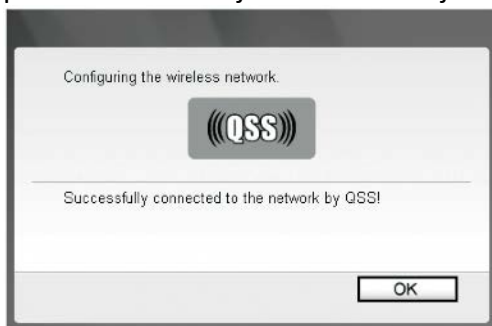 Configuring the wireless network.
(((QSS)))
Successfully connected to the network by QSS!
OK